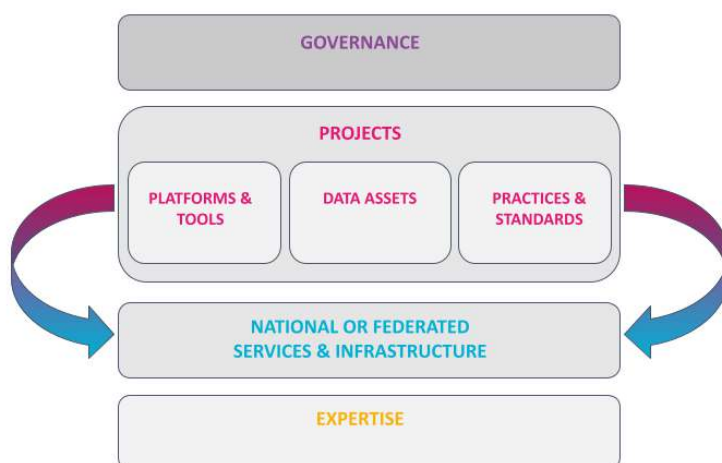 GOVERNANCE
PROJECTS
PLATFORMS &
TOOLS
DATA ASSETS
PRACTICES &
STANDARDS
NATIONAL OR FEDERATED
SERVICES & INFRASTRUCTURE
EXPERTISE